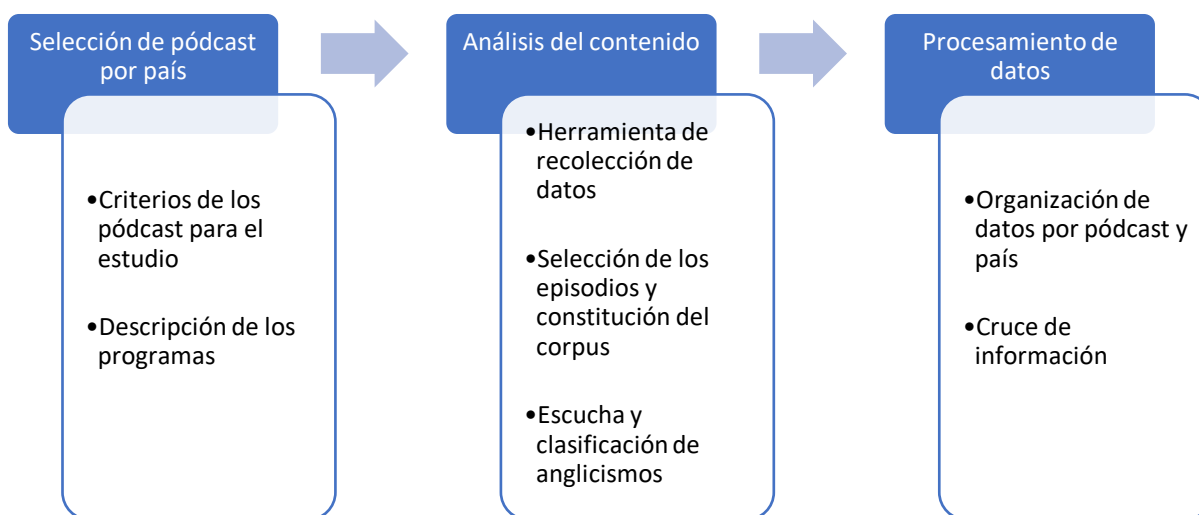 Selección de pódcast
por país
•Criterios de los
pódcast para el
estudio
•Descripción de los
programas
Análisis del contenido
•Herramienta de
recolección de
datos
•Selección de los
episodios y
constitución del
corpus
•Escucha y
clasificación de
anglicismos
Procesamiento de
datos
•Organización de
datos por pódcast y
país
•Cruce de
información